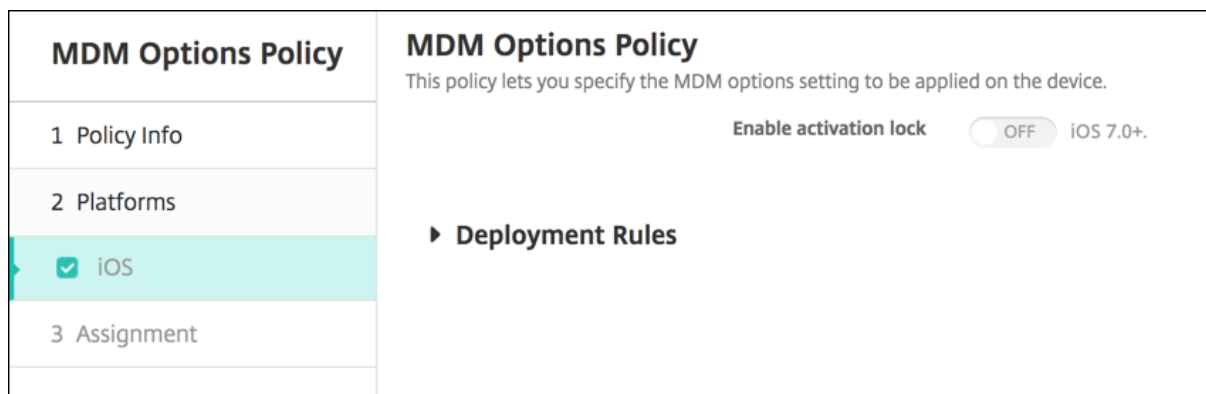 MDM Options Policy
1 Policy Info
2 Platforms
iOS
3 Assignment
MDM Options Policy
This policy lets you specify the MDM options setting to be applied on the device.
Enable activation lock OFF iOS 7.0+.
Deployment Rules